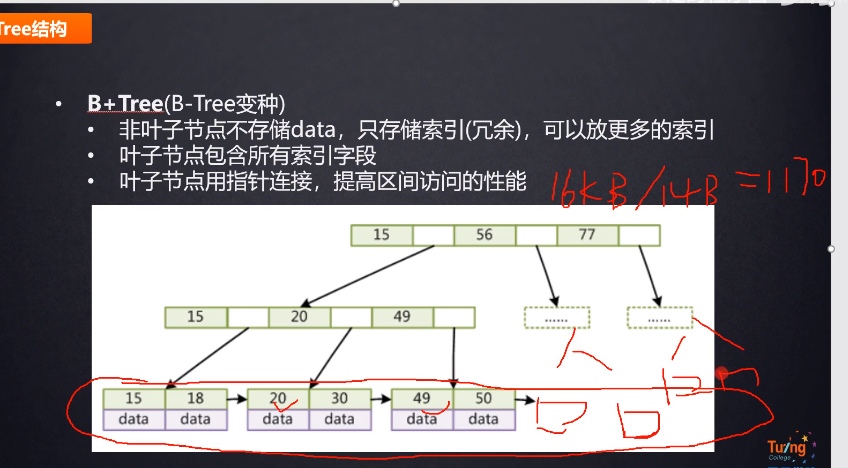 Tree结构
B+Tree(B-Tree变种)
非叶子节点不存储data，只存储索引(冗余)，可以放更多的索引
叶子节点包含所有索引字段
叶子节点用指针连接，提高区间访问的性能
16KB/14B=1170
15 56 77
15 20 49 ...... ......
15 18 20 30 49 50
data data data data data data
Turing
College